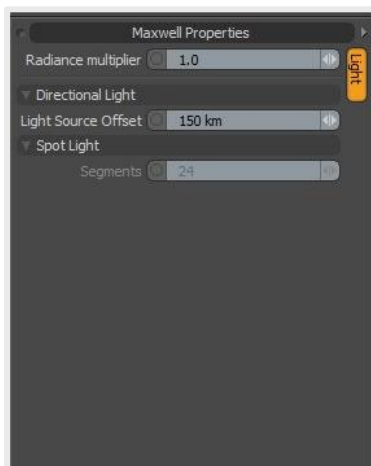 Maxwell Properties
Radiance multiplier 1.0
Light
Directional Light
Light Source Offset 150 km
Spot Light
Segments 24